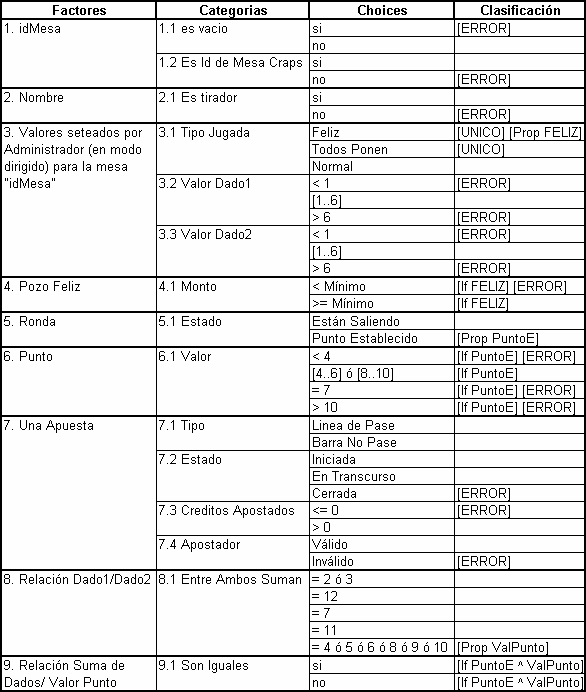 Factores Categorias Choices Clasificación
1. idMesa 1.1 es vacio si [ERROR]
no
1.2 Es Id de Mesa Craps si
no [ERROR]
2. Nombre 2.1 Es tirador si
no [ERROR]
3. Valores seteados por 3.1 Tipo Jugada Feliz [UNICO] [Prop FELIZ]
Administrador (en modo Todos Ponen [UNICO]
dirigido) para la mesa Normal
"idMesa" 3.2 Valor Dado1 < 1 [ERROR]
[1..6]
> 6 [ERROR]
3.3 Valor Dado2 < 1 [ERROR]
[1..6]
> 6 [ERROR]
4. Pozo Feliz 4.1 Monto < Mínimo [If FELIZ] [ERROR]
>= Mínimo [If FELIZ]
5. Ronda 5.1 Estado Están Saliendo
Punto Establecido [Prop PuntoE]
6. Punto 6.1 Valor < 4 [If PuntoE] [ERROR]
[4..6] ó [8..10] [If PuntoE]
= 7 [If PuntoE] [ERROR]
> 10 [If PuntoE] [ERROR]
7. Una Apuesta 7.1 Tipo Linea de Pase
Barra No Pase
7.2 Estado Iniciada
En Transcurso
Cerrada [ERROR]
7.3 Creditos Apostados <= 0 [ERROR]
> 0
7.4 Apostador Válido
Inválido [ERROR]
8. Relación Dado1/Dado2 8.1 Entre Ambos Suman = 2 ó 3
= 12
= 7
= 11
= 4 ó 5 ó 6 ó 8 ó 9 ó 10 [Prop ValPunto]
9. Relación Suma de 9.1 Son Iguales si [If PuntoE ^ ValPunto]
Dados/ Valor Punto no [If PuntoE ^ ValPunto]